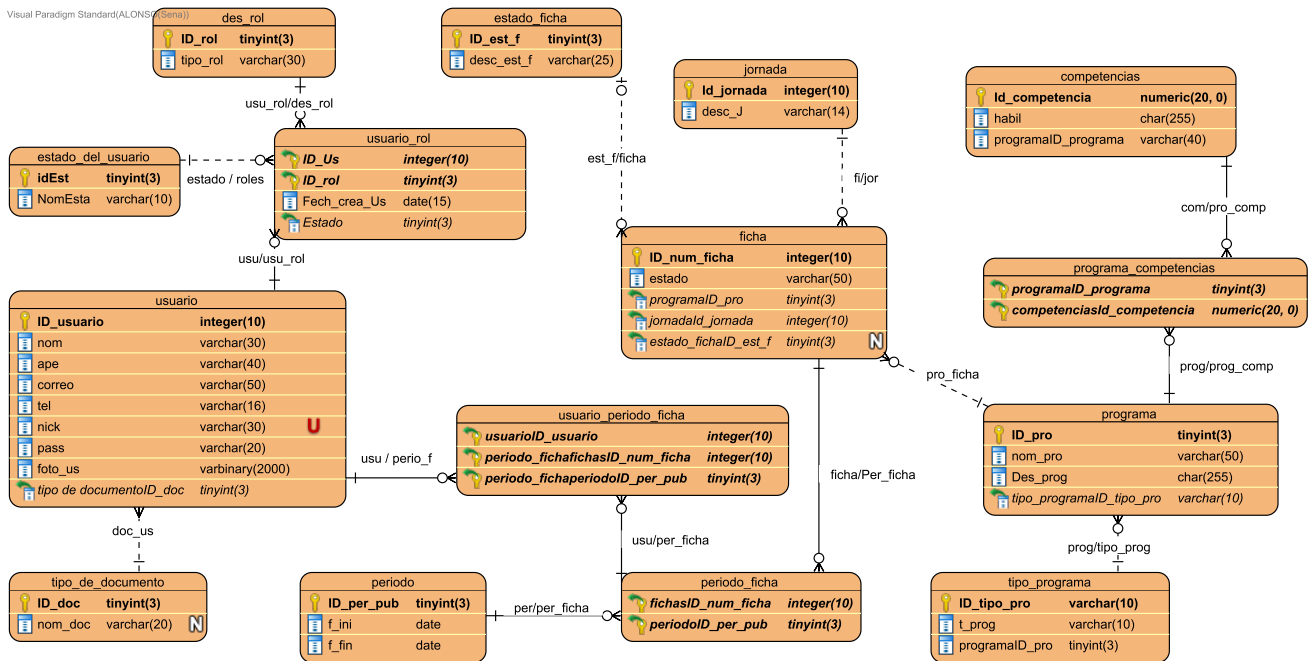 Visual Paradigm Standard(ALONSO(Sena))
des_rol
ID_rol tinyint(3)
tipo_rol varchar(30)
estado_ficha
ID_est_f tinyint(3)
desc_est_f varchar(25)
jornada
Id_jornada integer(10)
desc_J varchar(14)
competencias
Id_competencia numeric(20, 0)
habil char(255)
programaID_programa varchar(40)
usu_rol/des_rol
usuario_rol
ID_Us integer(10)
ID_rol tinyint(3)
Fech_crea_Us date(15)
Estado tinyint(3)
estado_del_usuario
idEst tinyint(3)
NomEsta varchar(10)
estado / roles
est_f/ficha
fi/jor
com/pro_comp
usu/usu_rol
ficha
ID_num_ficha integer(10)
estado varchar(50)
programaID_pro tinyint(3)
jornadaId_jornada integer(10)
estado_fichaID_est_f tinyint(3) N
programa_competencias
programaID_programa tinyint(3)
competenciasId_competencia numeric(20, 0)
usuario
ID_usuario integer(10)
nom varchar(30)
ape varchar(40)
correo varchar(50)
tel varchar(16)
nick varchar(30) U
pass varchar(20)
foto_us varbinary(2000)
tipo de documentoID_doc tinyint(3)
pro_ficha
prog/prog_comp
usuario_periodo_ficha
usuarioID_usuario integer(10)
periodo_fichafichasID_num_ficha integer(10)
periodo_fichaperiodoID_per_pub tinyint(3)
programa
ID_pro tinyint(3)
nom_pro varchar(50)
Des_prog char(255)
tipo_programaID_tipo_pro varchar(10)
usu / perio_f
ficha/Per_ficha
doc_us
usu/per_ficha
prog/tipo_prog
tipo_de_documento
ID_doc tinyint(3)
nom_doc varchar(20) N
periodo
ID_per_pub tinyint(3)
f_ini date
f_fin date
per/per_ficha
periodo_ficha
fichasID_num_ficha integer(10)
periodoID_per_pub tinyint(3)
tipo_programa
ID_tipo_pro varchar(10)
t_prog varchar(10)
programaID_pro tinyint(3)